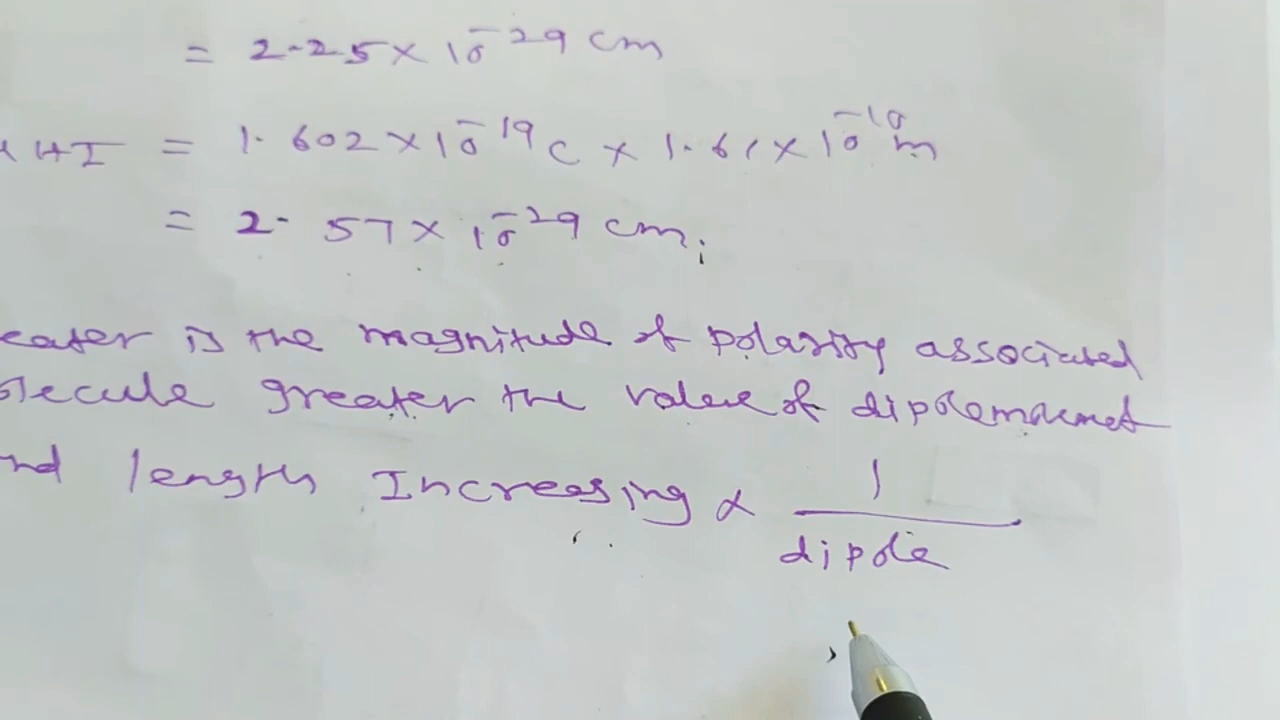 = 2.25 × 10⁻²⁹ cm
HI = 1.602 × 10⁻¹⁹ C × 1.61 × 10⁻¹⁰ m
= 2.57 × 10⁻²⁹ cm.
eater is the magnitude of polarity associated
olecule greater the value of dipolemoment
nd length Increasing ∝ 1/dipole